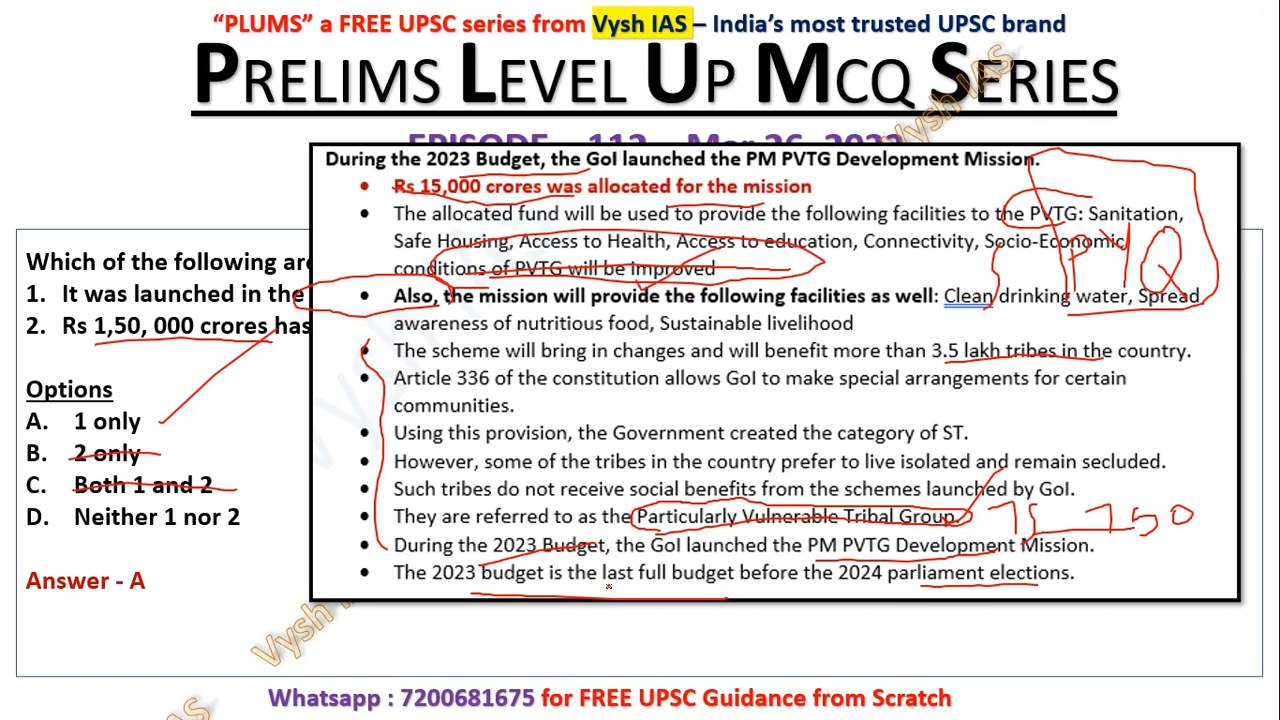 “PLUMS” a FREE UPSC series from Vysh IAS – India’s most trusted UPSC brand
PRELIMS LEVEL UP MCQ SERIES
EPISODE – 113 – Mar 26, 2023
During the 2023 Budget, the GoI launched the PM PVTG Development Mission.
• Rs 15,000 crores was allocated for the mission
• The allocated fund will be used to provide the following facilities to the PVTG: Sanitation,
Safe Housing, Access to Health, Access to education, Connectivity, Socio-Economic
conditions of PVTG will be improved
• Also, the mission will provide the following facilities as well: Clean drinking water, Spread
awareness of nutritious food, Sustainable livelihood
• The scheme will bring in changes and will benefit more than 3.5 lakh tribes in the country.
• Article 336 of the constitution allows GoI to make special arrangements for certain
communities.
• Using this provision, the Government created the category of ST.
• However, some of the tribes in the country prefer to live isolated and remain secluded.
• Such tribes do not receive social benefits from the schemes launched by GoI.
• They are referred to as the Particularly Vulnerable Tribal Group.
• During the 2023 Budget, the GoI launched the PM PVTG Development Mission.
• The 2023 budget is the last full budget before the 2024 parliament elections.
PYQ
75 750
Which of the following are
1. It was launched in the
2. Rs 1,50, 000 crores has
Options
A. 1 only
B. 2 only
C. Both 1 and 2
D. Neither 1 nor 2
Answer - A
Vysh IAS
Vysh IAS
Whatsapp : 7200681675 for FREE UPSC Guidance from Scratch